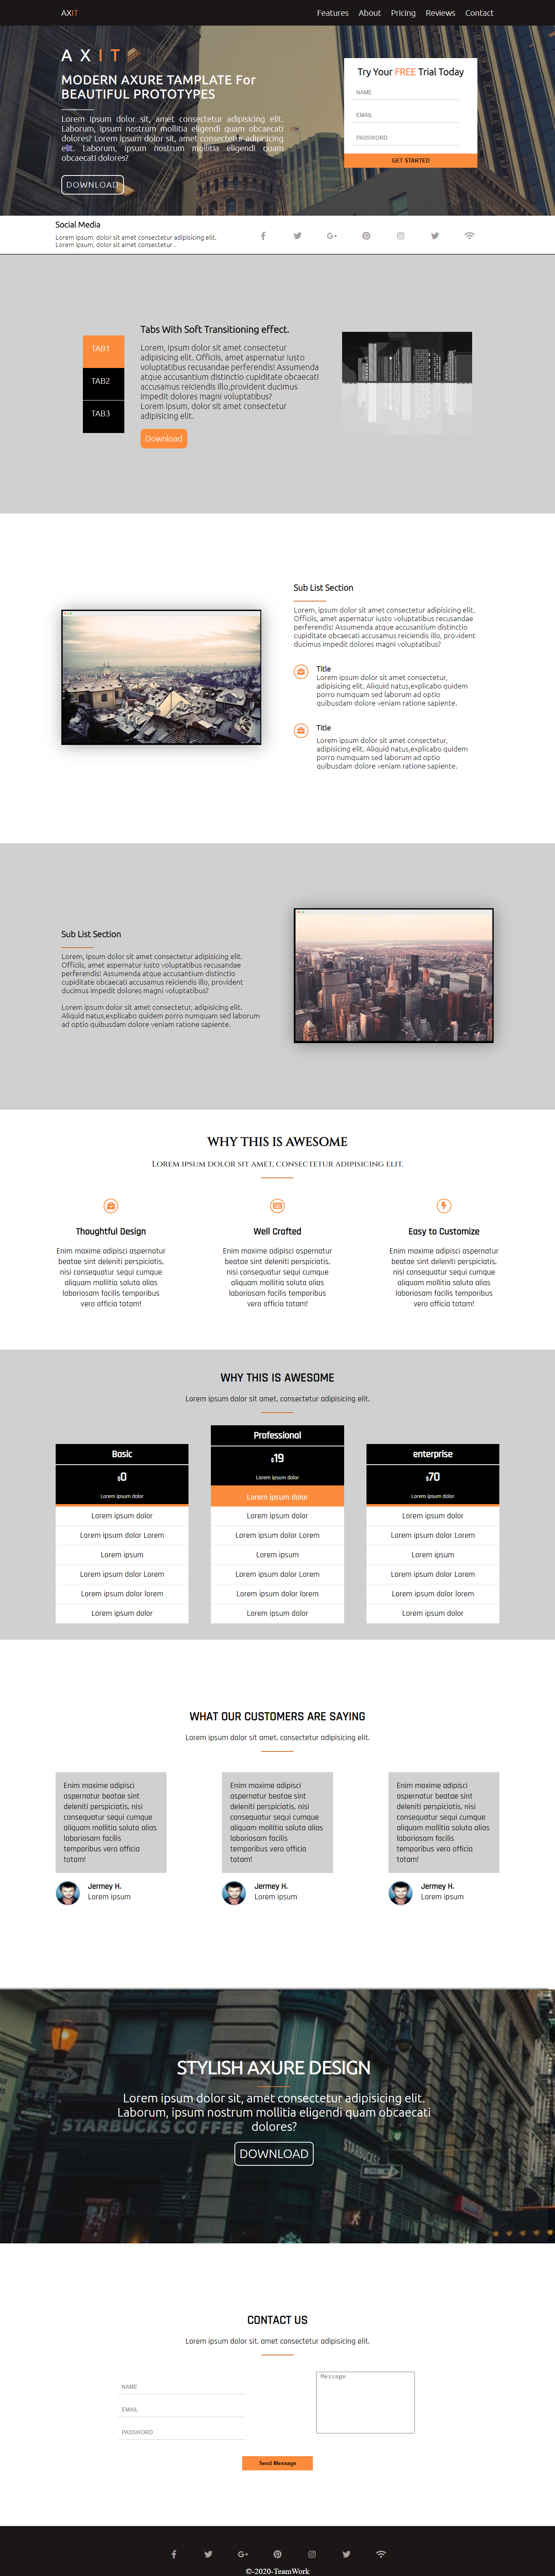 AXIT
Features About Pricing Reviews Contact
AXIT
MODERN AXURE TAMPLATE For
BEAUTIFUL PROTOTYPES
Lorem ipsum dolor sit, amet consectetur adipisicing elit.
Laborum, ipsum nostrum mollitia eligendi quam obcaecati
dolores? Lorem ipsum dolor sit, amet consectetur adipisicing
elit. Laborum, ipsum nostrum mollitia eligendi quam
obcaecati dolores?
DOWNLOAD
Try Your FREE Trial Today
NAME
EMAIL
PASSWORD
GET STARTED
Social Media
Lorem ipsum, dolor sit amet consectetur adipisicing elit.
Lorem ipsum, dolor sit amet consectetur .
TAB1
TAB2
TAB3
Tabs With Soft Transitioning effect.
Lorem, ipsum dolor sit amet consectetur
adipisicing elit. Officiis, amet aspernatur iusto
voluptatibus recusandae perferendis! Assumenda
atque accusantium distinctio cupiditate obcaecati
accusamus reiciendis illo,provident ducimus
impedit dolores magni voluptatibus?
Lorem ipsum, dolor sit amet consectetur
adipisicing elit.
Download
Sub List Section
Lorem, ipsum dolor sit amet consectetur adipisicing elit.
Officiis, amet aspernatur iusto voluptatibus recusandae
perferendis! Assumenda atque accusantium distinctio
cupiditate obcaecati accusamus reiciendis illo, provident
ducimus impedit dolores magni voluptatibus?
Title
Lorem ipsum dolor sit amet consectetur,
adipisicing elit. Aliquid natus,explicabo quidem
porro numquam sed laborum ad optio
quibusdam dolore veniam ratione sapiente.
Title
Lorem ipsum dolor sit amet consectetur,
adipisicing elit. Aliquid natus,explicabo quidem
porro numquam sed laborum ad optio
quibusdam dolore veniam ratione sapiente.
Sub List Section
Lorem, ipsum dolor sit amet consectetur adipisicing elit.
Officiis, amet aspernatur iusto voluptatibus recusandae
perferendis! Assumenda atque accusantium distinctio
cupiditate obcaecati accusamus reiciendis illo, provident
ducimus impedit dolores magni voluptatibus?
Lorem ipsum dolor sit amet consectetur, adipisicing elit.
Aliquid natus,explicabo quidem porro numquam sed laborum
ad optio quibusdam dolore veniam ratione sapiente.
WHY THIS IS AWESOME
Lorem ipsum dolor sit amet, consectetur adipisicing elit.
Thoughtful Design
Enim maxime adipisci aspernatur
beatae sint deleniti perspiciatis,
nisi consequatur sequi cumque
aliquam mollitia soluta alias
laboriosam facilis temporibus
vero officia totam!
Well Crafted
Enim maxime adipisci aspernatur
beatae sint deleniti perspiciatis,
nisi consequatur sequi cumque
aliquam mollitia soluta alias
laboriosam facilis temporibus
vero officia totam!
Easy to Customize
Enim maxime adipisci aspernatur
beatae sint deleniti perspiciatis,
nisi consequatur sequi cumque
aliquam mollitia soluta alias
laboriosam facilis temporibus
vero officia totam!
WHY THIS IS AWESOME
Lorem ipsum dolor sit amet, consectetur adipisicing elit.
Basic
$0
Lorem ipsum dolor
Lorem ipsum dolor
Lorem ipsum dolor Lorem
Lorem ipsum
Lorem ipsum dolor Lorem
Lorem ipsum dolor lorem
Lorem ipsum dolor
Professional
$19
Lorem ipsum dolor
Lorem ipsum dolor
Lorem ipsum dolor
Lorem ipsum dolor Lorem
Lorem ipsum
Lorem ipsum dolor Lorem
Lorem ipsum dolor lorem
Lorem ipsum dolor
enterprise
$70
Lorem ipsum dolor
Lorem ipsum dolor
Lorem ipsum dolor Lorem
Lorem ipsum
Lorem ipsum dolor Lorem
Lorem ipsum dolor lorem
Lorem ipsum dolor
WHAT OUR CUSTOMERS ARE SAYING
Lorem ipsum dolor sit amet, consectetur adipisicing elit.
Enim maxime adipisci
aspernatur beatae sint
deleniti perspiciatis, nisi
consequatur sequi cumque
aliquam mollitia soluta alias
laboriosam facilis
temporibus vero officia
totam!
Jermey H.
Lorem ipsum
Enim maxime adipisci
aspernatur beatae sint
deleniti perspiciatis, nisi
consequatur sequi cumque
aliquam mollitia soluta alias
laboriosam facilis
temporibus vero officia
totam!
Jermey H.
Lorem ipsum
Enim maxime adipisci
aspernatur beatae sint
deleniti perspiciatis, nisi
consequatur sequi cumque
aliquam mollitia soluta alias
laboriosam facilis
temporibus vero officia
totam!
Jermey H.
Lorem ipsum
STYLISH AXURE DESIGN
Lorem ipsum dolor sit, amet consectetur adipisicing elit.
Laborum, ipsum nostrum mollitia eligendi quam obcaecati
dolores?
STARBUCKS COFFEE
DOWNLOAD
CONTACT US
Lorem ipsum dolor sit, amet consectetur adipisicing elit.
NAME
EMAIL
PASSWORD
Message
Send Message
©-2020-TeamWork